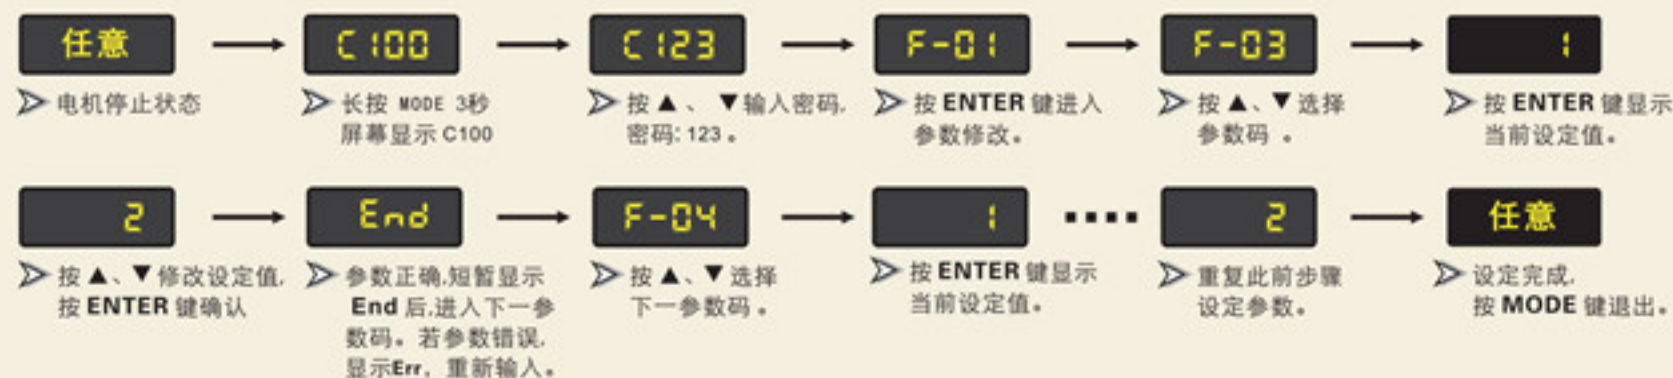 任意 C100 C123 F-01 F-03 1
电机停止状态
长按 MODE 3秒
屏幕显示 C100
按 ▲、▼输入密码,
密码: 123。
按 ENTER 键进入
参数修改。
按 ▲、▼ 选择
参数码 。
按 ENTER 键显示
当前设定值。
2 End F-04 1 2 任意
按 ▲、▼ 修改设定值,
按 ENTER 键确认
参数正确,短暂显示
End 后,进入下一参
数码。若参数错误,
显示Err, 重新输入。
按 ▲、▼ 选择
下一参数码 。
按 ENTER 键显示
当前设定值。
重复此前步骤
设定参数。
设定完成,
按 MODE 键退出。